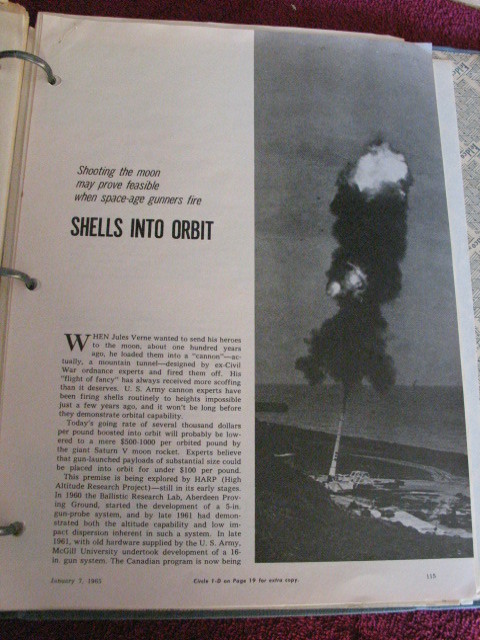 Shooting the moon
may prove feasible
when space-age gunners fire
SHELLS INTO ORBIT
WHEN Jules Verne wanted to send his heroes
to the moon, about one hundred years
ago, he loaded them into a "cannon"—ac-
tually, a mountain tunnel—designed by ex-Civil
War ordnance experts and fired them off. His
"flight of fancy" has always received more scoffing
than it deserves. U. S. Army cannon experts have
been firing shells routinely to heights impossible
just a few years ago, and it won't be long before
they demonstrate orbital capability.
Today's going rate of several thousand dollars
per pound boosted into orbit will probably be low-
ered to a mere $500-1000 per orbited pound by
the giant Saturn V moon rocket. Experts believe
that gun-launched payloads of substantial size could
be placed into orbit for under $100 per pound.
This premise is being explored by HARP (High
Altitude Research Project)—still in its early stages.
In 1960 the Ballistic Research Lab, Aberdeen Prov-
ing Ground, started the development of a 5-in.
gun-probe system, and by late 1961 had demon-
strated both the altitude capability and low im-
pact dispersion inherent in such a system. In late
1961, with old hardware supplied by the U. S. Army,
McGill University undertook development of a 16-
in. gun system. The Canadian program is now being
January 7, 1965
Circle 1-D on Page 19 for extra copy.
115